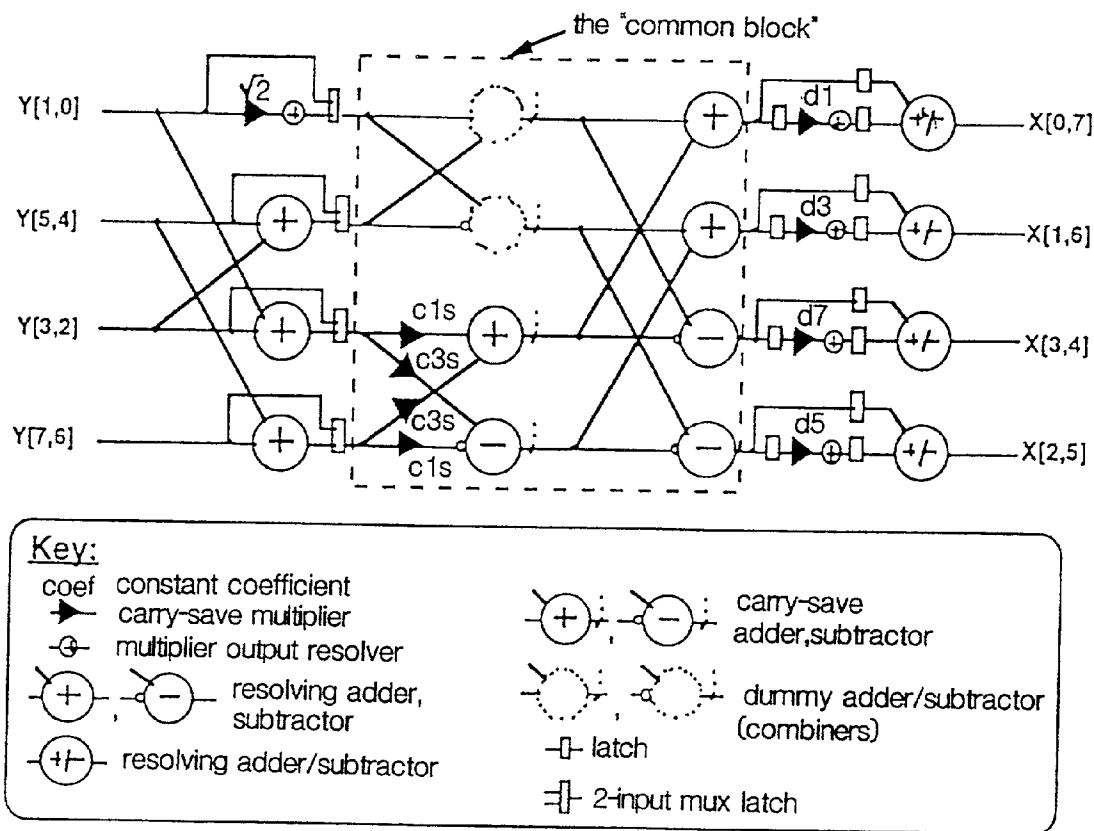 the "common block"
Y[1,0]
√2
+
d1
+/-
X[0,7]
Y[5,4]
+
+
d3
+/-
X[1,6]
Y[3,2]
+
c1s
+
-
d7
+/-
X[3,4]
c3s
Y[7,6]
+
c3s
-
c1s
-
d5
+/-
X[2,5]
Key:
coef constant coefficient
carry-save multiplier
multiplier output resolver
+ , - resolving adder,
subtractor
+/- resolving adder/subtractor
+ , - carry-save
adder,subtractor
, dummy adder/subtractor
(combiners)
latch
2-input mux latch